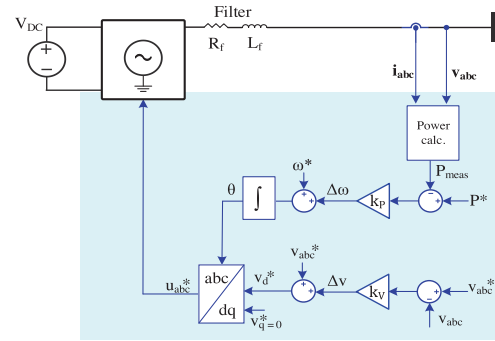 Filter
V_DC
R_f L_f
i_abc v_abc
Power
calc.
P_meas
ω*
θ ∫ Δω k_P P*
v_abc*
u_abc* abc v_d* Δv k_V v_abc*
dq v_q=0*
v_abc